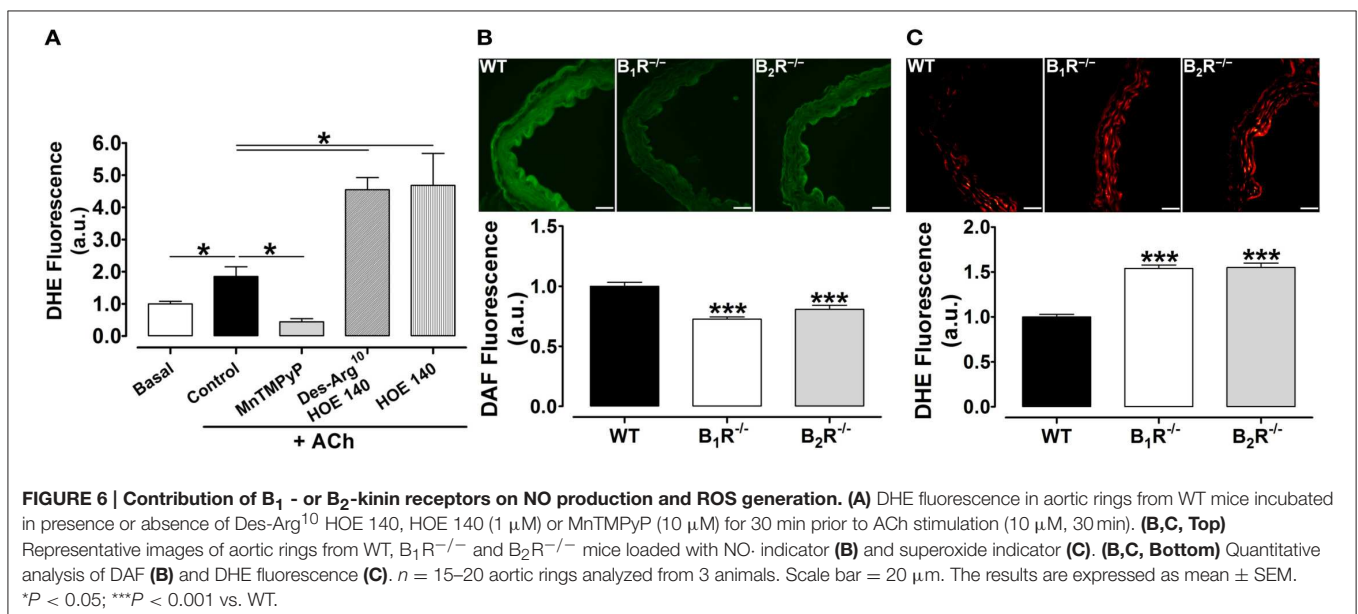 A
DHE Fluorescence
(a.u.)
6.0
5.0
4.0
3.0
2.0
1.0
0.0
*
*
*
Basal
Control
MnTMPyP
Des-Arg¹⁰
HOE 140
HOE 140
+ ACh
B
WT
B₁R⁻/⁻
B₂R⁻/⁻
DAF Fluorescence
(a.u.)
1.5
1.0
0.5
0.0
***
***
WT
B₁R⁻/⁻
B₂R⁻/⁻
C
WT
B₁R⁻/⁻
B₂R⁻/⁻
DHE Fluorescence
(a.u.)
2.0
1.5
1.0
0.5
0.0
***
***
WT
B₁R⁻/⁻
B₂R⁻/⁻
FIGURE 6 | Contribution of B₁ - or B₂-kinin receptors on NO production and ROS generation. (A) DHE fluorescence in aortic rings from WT mice incubated
in presence or absence of Des-Arg¹⁰ HOE 140, HOE 140 (1 μM) or MnTMPyP (10 μM) for 30 min prior to ACh stimulation (10 μM, 30 min). (B,C, Top)
Representative images of aortic rings from WT, B₁R⁻/⁻ and B₂R⁻/⁻ mice loaded with NO· indicator (B) and superoxide indicator (C). (B,C, Bottom) Quantitative
analysis of DAF (B) and DHE fluorescence (C). n = 15–20 aortic rings analyzed from 3 animals. Scale bar = 20 μm. The results are expressed as mean ± SEM.
*P < 0.05; ***P < 0.001 vs. WT.